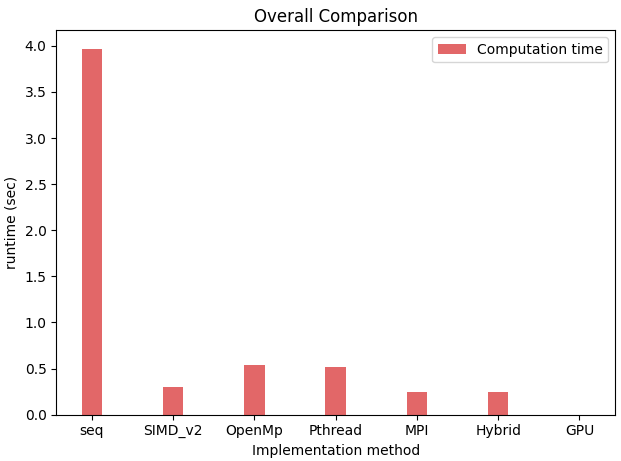 Overall Comparison
Computation time
4.0
3.5
3.0
2.5
2.0
1.5
1.0
0.5
0.0
runtime (sec)
seq SIMD_v2 OpenMp Pthread MPI Hybrid GPU
Implementation method